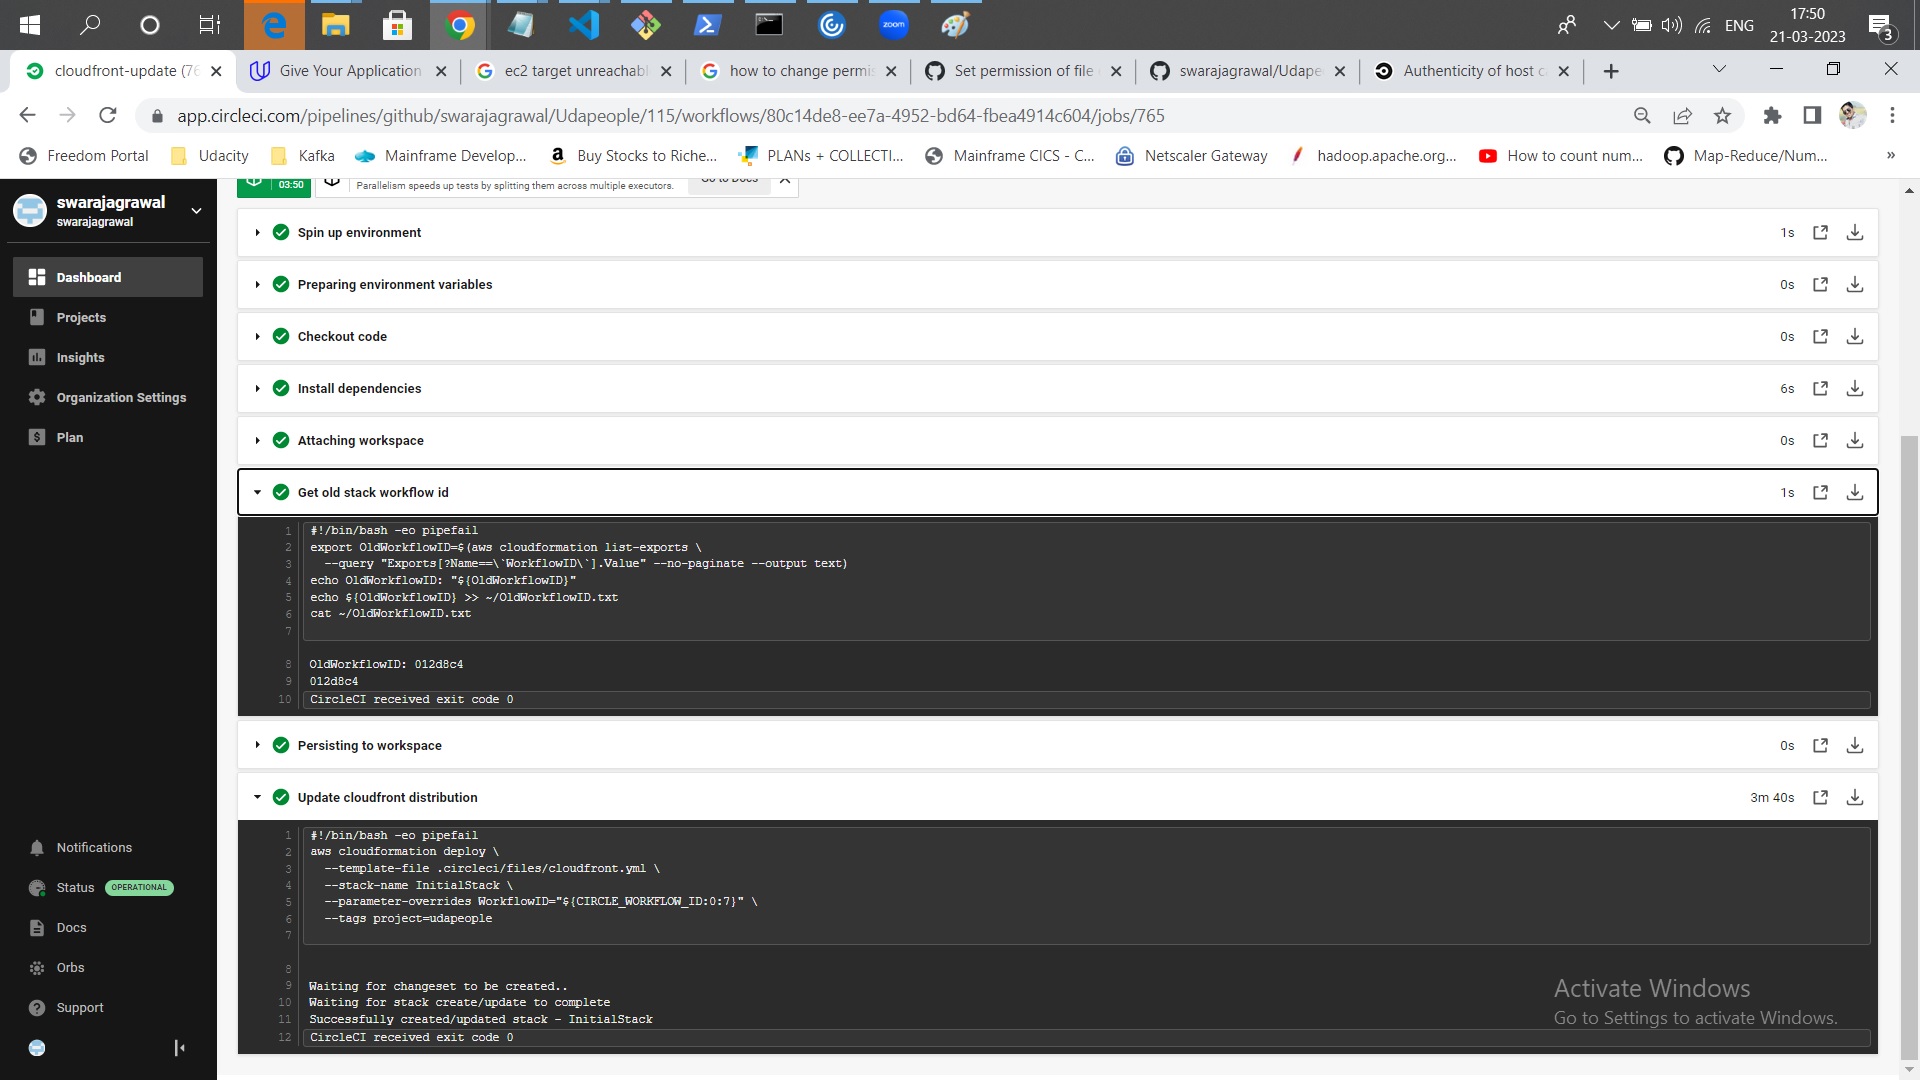 zoom
ENG
17:50
21-03-2023
3
cloudfront-update (76
Give Your Application
ec2 target unreachabl
how to change permis
Set permission of file
swarajagrawal/Udape
Authenticity of host c
app.circleci.com/pipelines/github/swarajagrawal/Udapeople/115/workflows/80c14de8-ee7a-4952-bd64-fbea4914c604/jobs/765
Freedom Portal
Udacity
Kafka
Mainframe Develop...
Buy Stocks to Riche...
PLANs + COLLECTI...
Mainframe CICS - C...
Netscaler Gateway
hadoop.apache.org...
How to count num...
Map-Reduce/Num...
»
swarajagrawal
swarajagrawal
Dashboard
Projects
Insights
Organization Settings
Plan
Notifications
Status OPERATIONAL
Docs
Orbs
Support
03:50
Parallelism speeds up tests by splitting them across multiple executors.
Go to Docs
Spin up environment 1s
Preparing environment variables 0s
Checkout code 0s
Install dependencies 6s
Attaching workspace 0s
Get old stack workflow id 1s
1 #!/bin/bash -eo pipefail
2 export OldWorkflowID=$(aws cloudformation list-exports \
3 --query "Exports[?Name==\`WorkflowID\`].Value" --no-paginate --output text)
4 echo OldWorkflowID: "${OldWorkflowID}"
5 echo ${OldWorkflowID} >> ~/OldWorkflowID.txt
6 cat ~/OldWorkflowID.txt
7
8 OldWorkflowID: 012d8c4
9 012d8c4
10 CircleCI received exit code 0
Persisting to workspace 0s
Update cloudfront distribution 3m 40s
1 #!/bin/bash -eo pipefail
2 aws cloudformation deploy \
3 --template-file .circleci/files/cloudfront.yml \
4 --stack-name InitialStack \
5 --parameter-overrides WorkflowID="${CIRCLE_WORKFLOW_ID:0:7}" \
6 --tags project=udapeople
7
8
9 Waiting for changeset to be created..
10 Waiting for stack create/update to complete
11 Successfully created/updated stack - InitialStack
12 CircleCI received exit code 0
Activate Windows
Go to Settings to activate Windows.